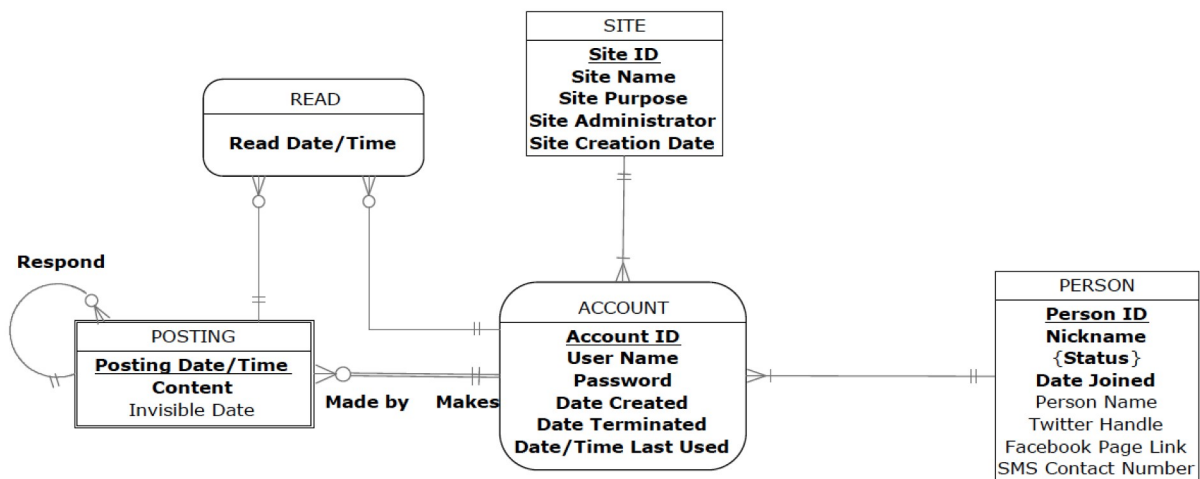 SITE
Site ID
Site Name
Site Purpose
Site Administrator
Site Creation Date
READ
Read Date/Time
Respond
POSTING
Posting Date/Time
Content
Invisible Date
Made by
Makes
ACCOUNT
Account ID
User Name
Password
Date Created
Date Terminated
Date/Time Last Used
PERSON
Person ID
Nickname
{Status}
Date Joined
Person Name
Twitter Handle
Facebook Page Link
SMS Contact Number